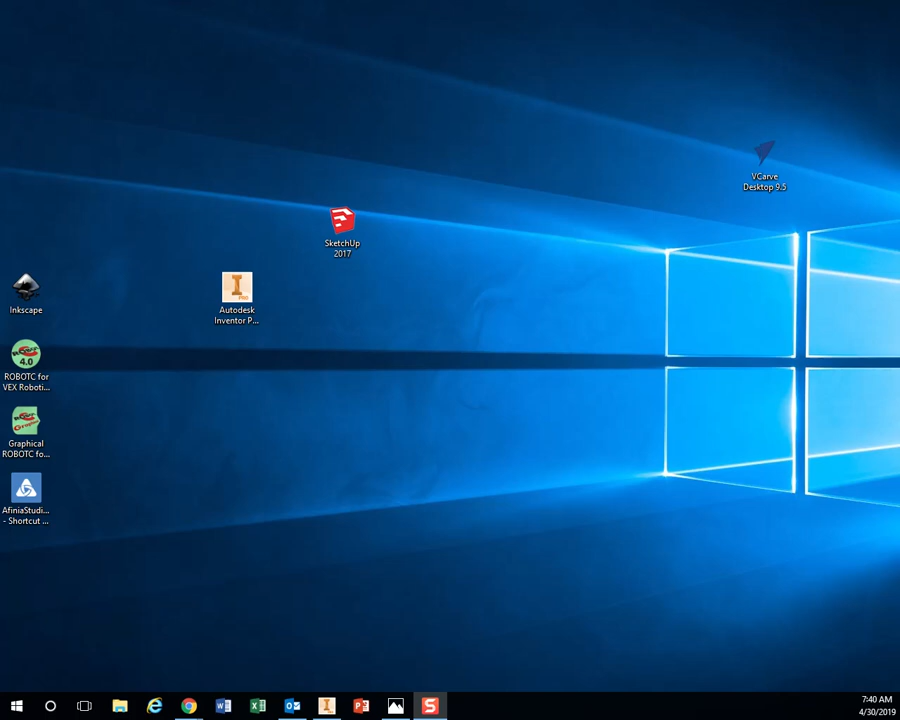 VCarve
Desktop 9.5
SketchUp
2017
Autodesk
Inventor P...
PRO
Inkscape
4.0
ROBOTC for
VEX Roboti...
Graphical
ROBOTC fo...
AfiniaStudi...
- Shortcut ...
7:40 AM
4/30/2019